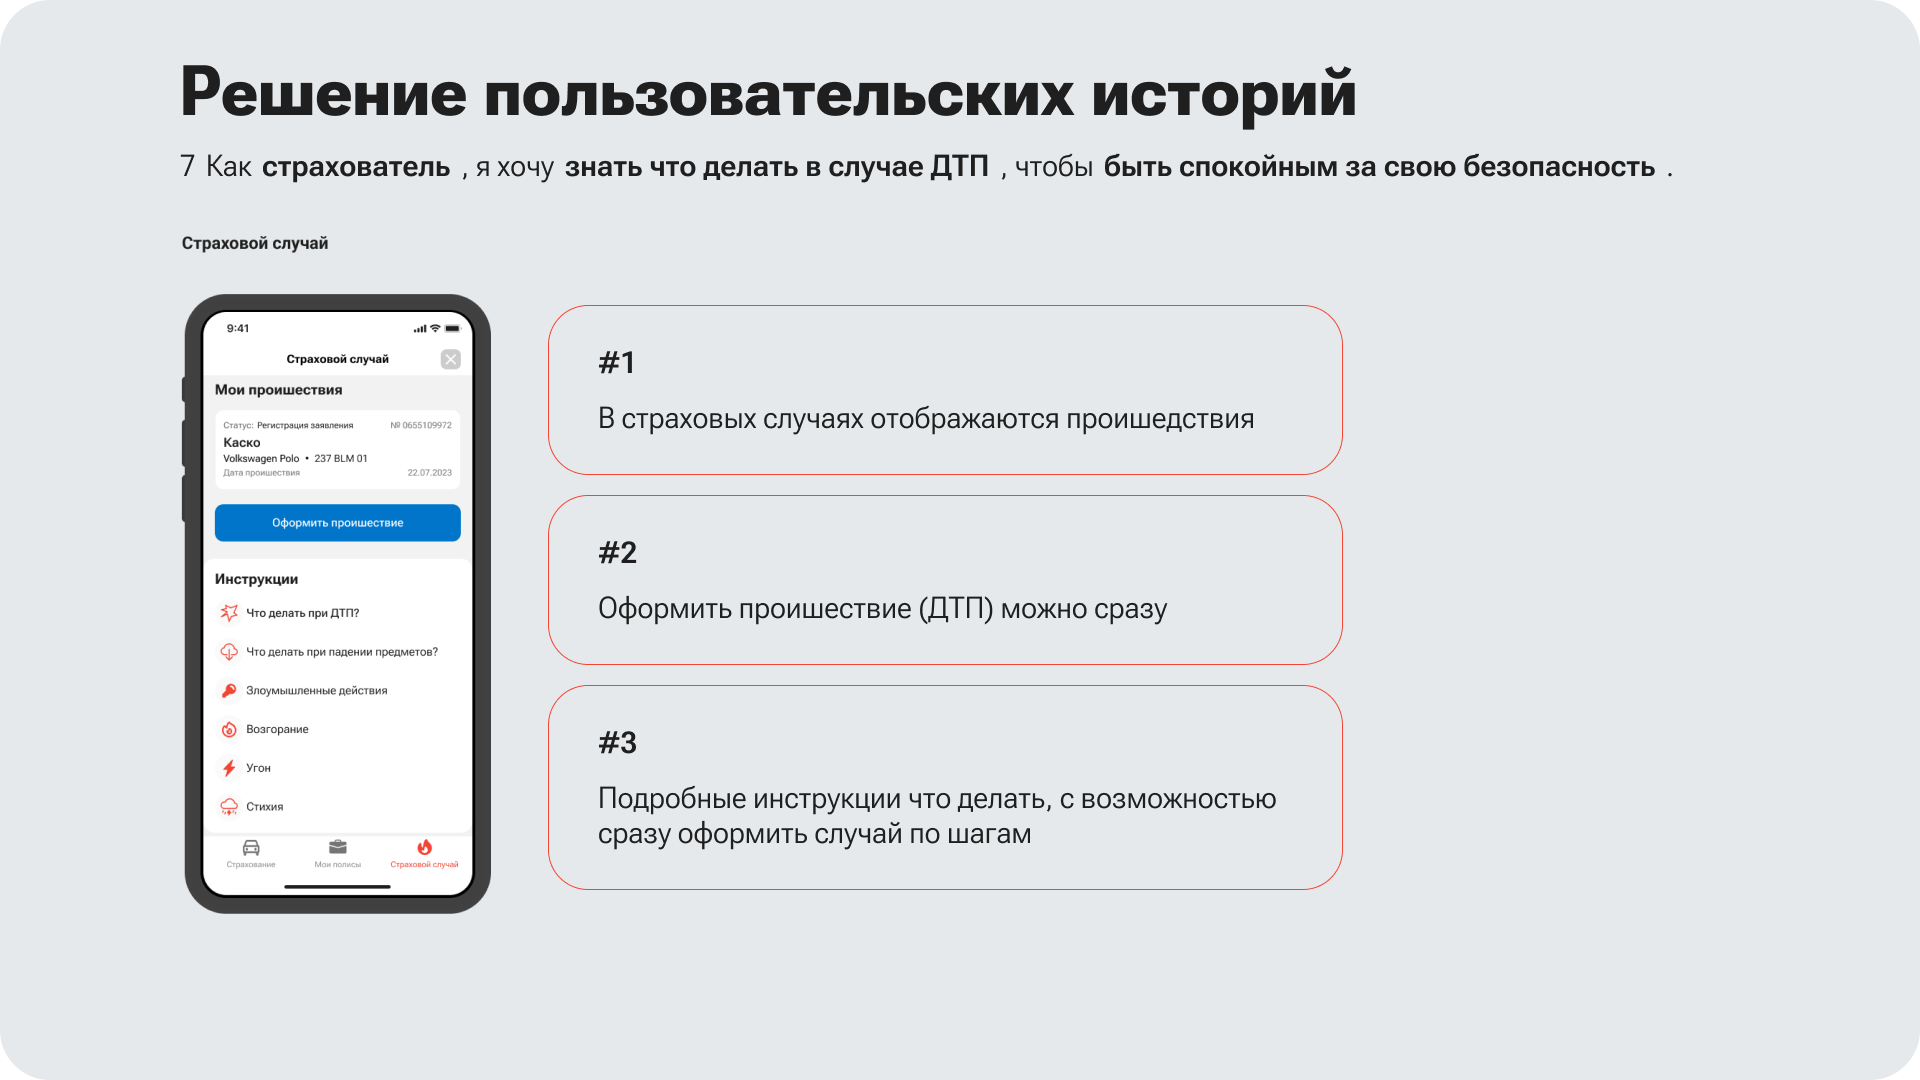 Решение пользовательских историй
7 Как страхователь , я хочу знать что делать в случае ДТП , чтобы быть спокойным за свою безопасность .
Страховой случай
9:41
Страховой случай
Мои проишествия
Статус: Регистрация заявления № 0655109972
Каско
Volkswagen Polo • 237 BLM 01
Дата проишествия 22.07.2023
Оформить проишествие
Инструкции
Что делать при ДТП?
Что делать при падении предметов?
Злоумышленные действия
Возгорание
Угон
Стихия
Страхование Мои полисы Страховой случай
#1
В страховых случаях отображаются проишедствия
#2
Оформить проишествие (ДТП) можно сразу
#3
Подробные инструкции что делать, с возможностью
сразу оформить случай по шагам